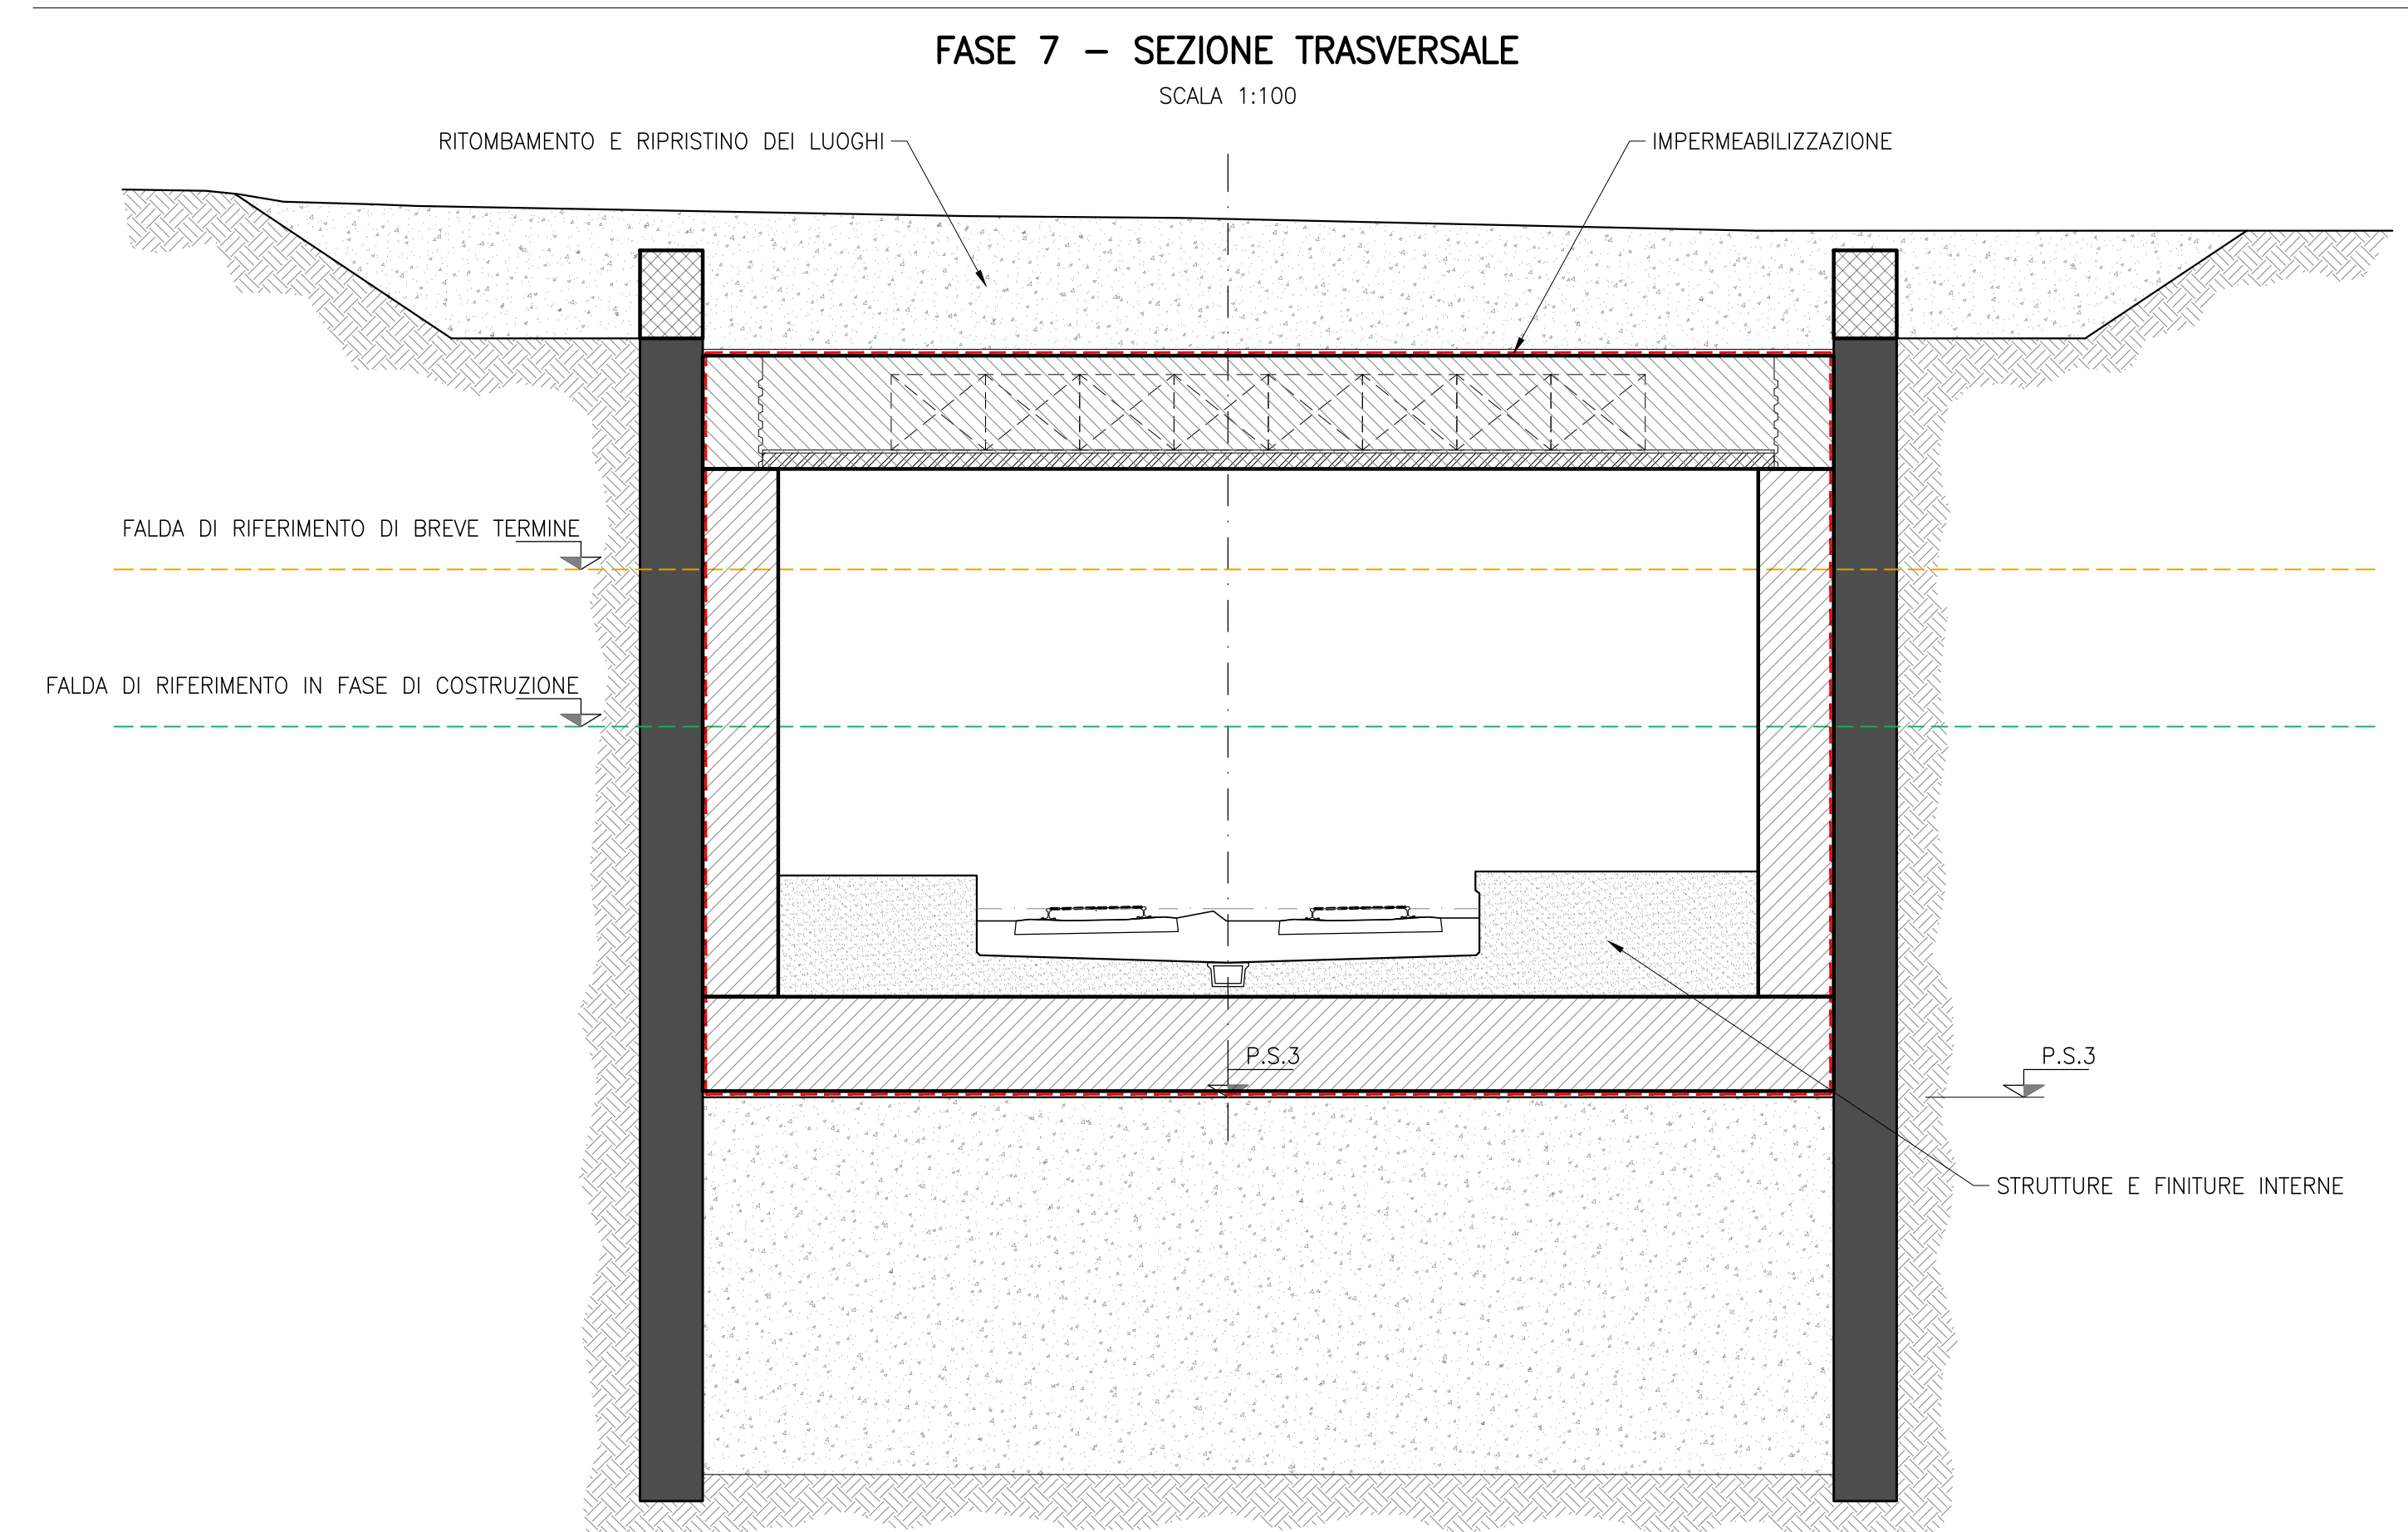 FASE 7 – SEZIONE TRASVERSALE
SCALA 1:100
RITOMBAMENTO E RIPRISTINO DEI LUOGHI
IMPERMEABILIZZAZIONE
FALDA DI RIFERIMENTO DI BREVE TERMINE
FALDA DI RIFERIMENTO IN FASE DI COSTRUZIONE
P.S.3
P.S.3
STRUTTURE E FINITURE INTERNE